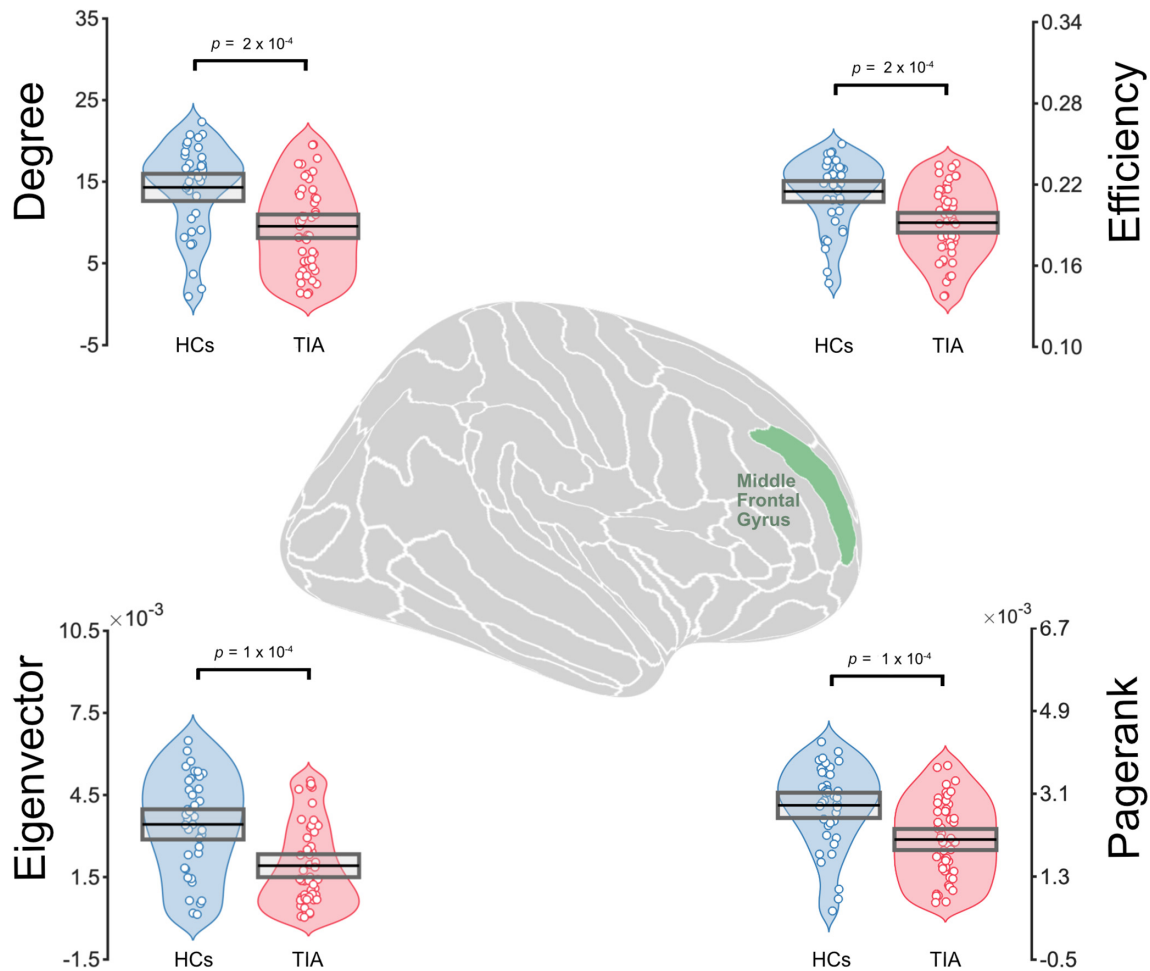 Degree
35
25
15
5
-5
p = 2 x 10-4
HCs
TIA
Efficiency
0.34
0.28
0.22
0.16
0.10
p = 2 x 10-4
HCs
TIA
Middle
Frontal
Gyrus
Eigenvector
×10-3
10.5
7.5
4.5
1.5
-1.5
p = 1 x 10-4
HCs
TIA
Pagerank
×10-3
6.7
4.9
3.1
1.3
-0.5
p = 1 x 10-4
HCs
TIA